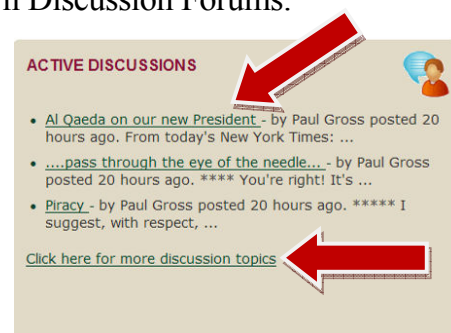 Discussion Forums:
ACTIVE DISCUSSIONS
• Al Qaeda on our new President - by Paul Gross posted 20
hours ago. From today's New York Times: ...
• ....pass through the eye of the needle... - by Paul Gross
posted 20 hours ago. **** You're right! It's ...
• Piracy - by Paul Gross posted 20 hours ago. ***** I
suggest, with respect, ...
Click here for more discussion topics